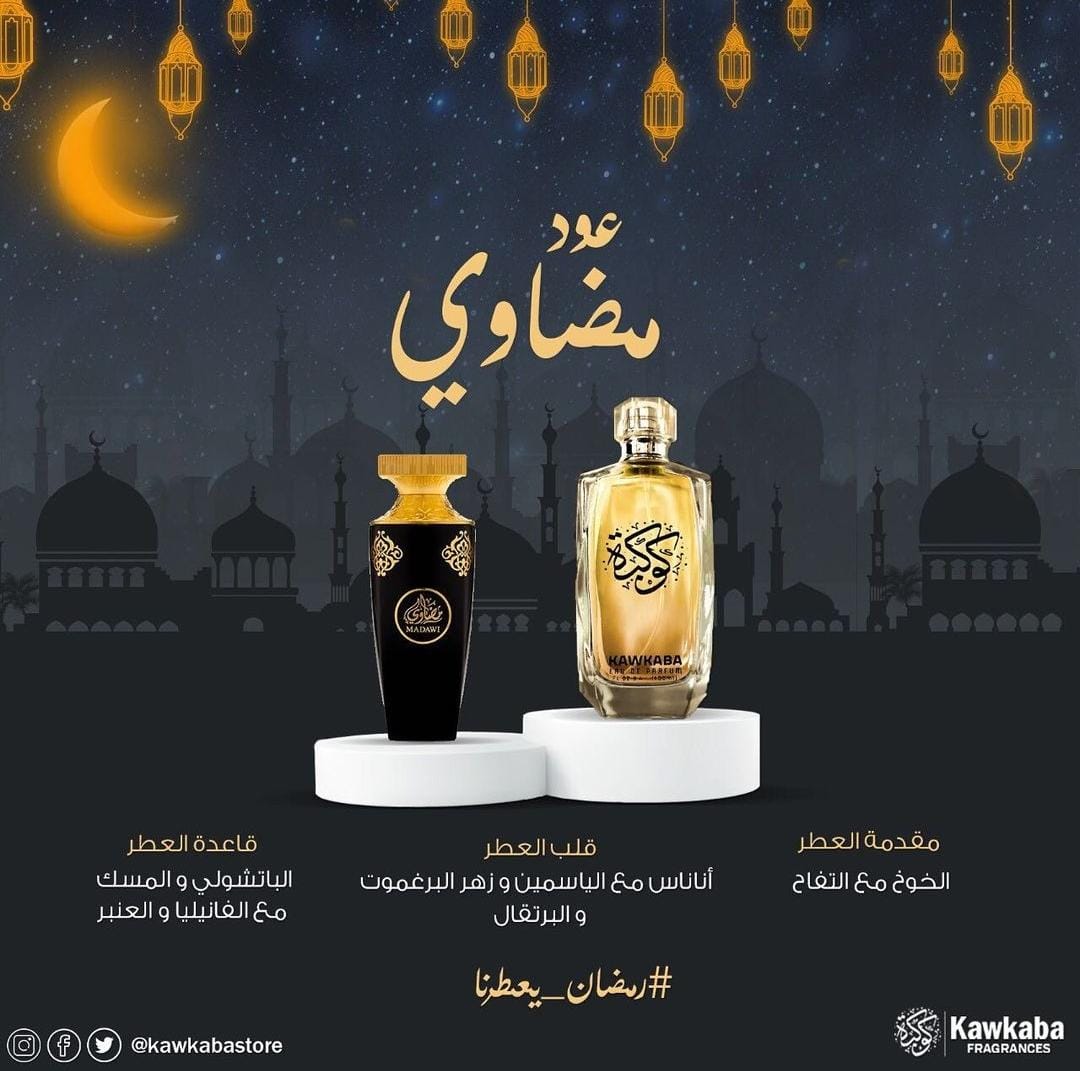 عود
مضاوي
مضاوي
MADAWI
كوكبة
KAWKABA
EAU DE PARFUM
مقدمة العطر
الخوخ مع التفاح
قلب العطر
أناناس مع الياسمين و زهر البرغموت
و البرتقال
قاعدة العطر
الباتشولي و المسك
مع الفانيليا و العنبر
#رمضان_يعطرنا
@kawkabastore
كوكبة
Kawkaba
FRAGRANCES